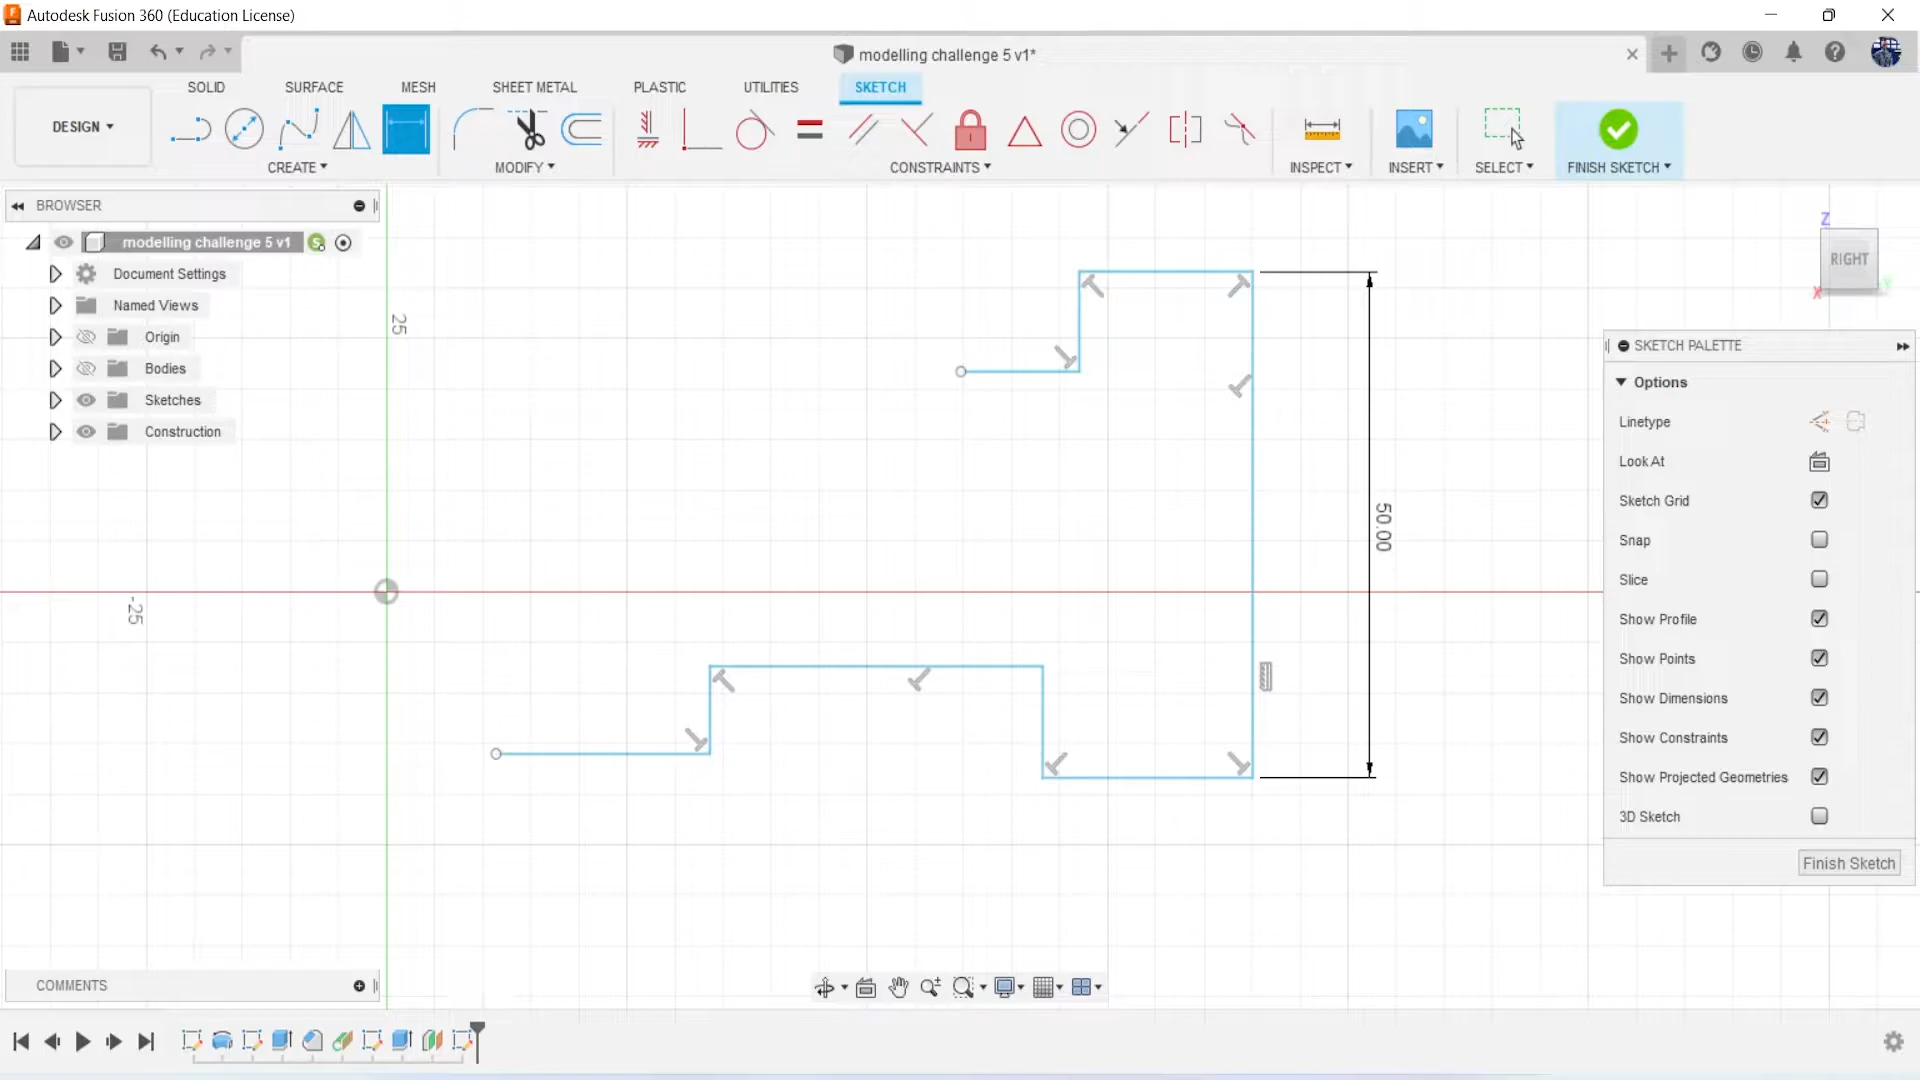 Autodesk Fusion 360 (Education License)
modelling challenge 5 v1*
SOLID SURFACE MESH SHEET METAL PLASTIC UTILITIES SKETCH
DESIGN
CREATE MODIFY CONSTRAINTS INSPECT INSERT SELECT FINISH SKETCH
BROWSER
modelling challenge 5 v1
Document Settings
Named Views
Origin
Bodies
Sketches
Construction
25
-25
50.00
Z
RIGHT
X
Y
SKETCH PALETTE
Options
Linetype
Look At
Sketch Grid
Snap
Slice
Show Profile
Show Points
Show Dimensions
Show Constraints
Show Projected Geometries
3D Sketch
Finish Sketch
COMMENTS